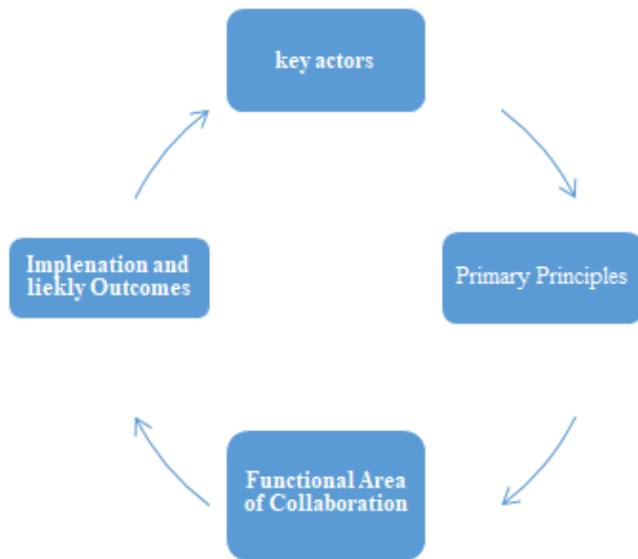 key actors
Implenation and
liekly Outcomes
Primary Principles
Functional Area
of Collaboration